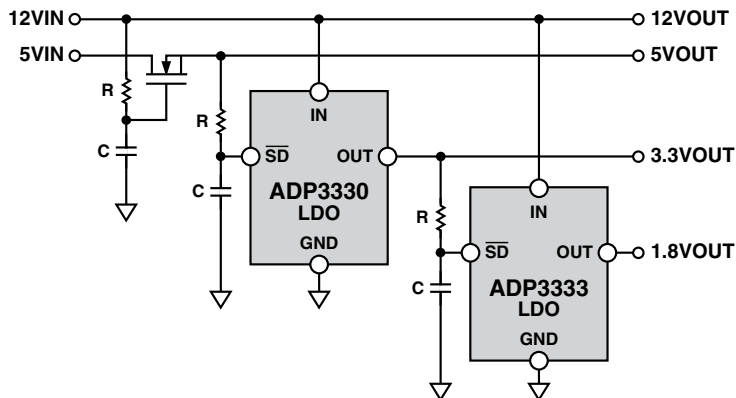 12VIN
12VOUT
5VIN
5VOUT
R
C
R
C
IN
SD
OUT
ADP3330
LDO
GND
3.3VOUT
R
C
IN
SD
OUT
ADP3333
LDO
GND
1.8VOUT